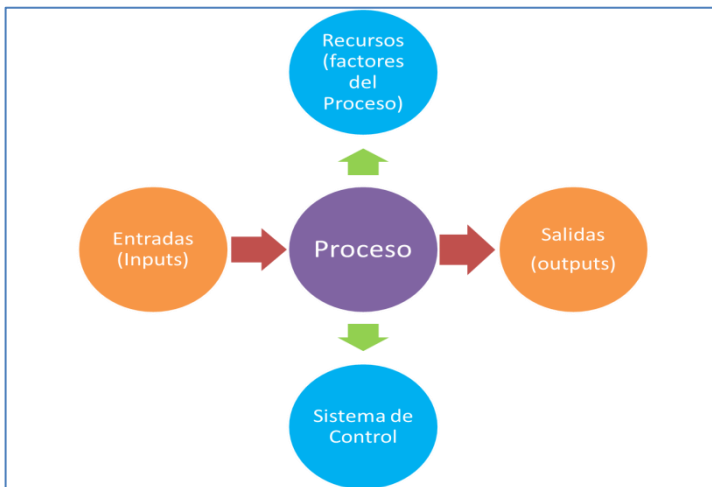 Recursos
(factores
del
Proceso)
Entradas
(Inputs)
Proceso
Salidas
(outputs)
Sistema de
Control